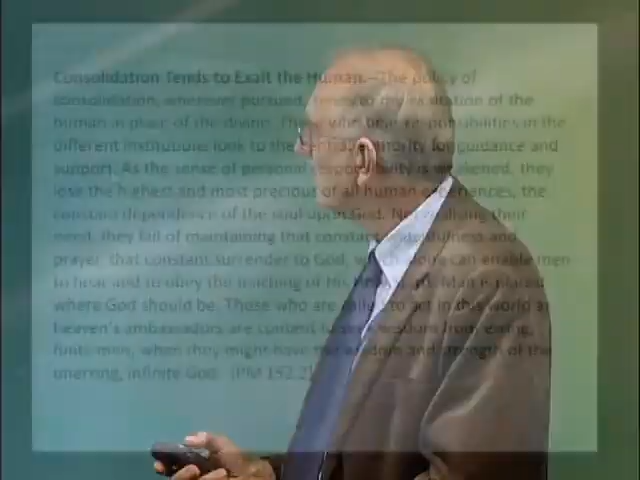 Consolidation Tends to Exalt the Human.–The policy of
consolidation, wherever pursued, tends to the exaltation of the
human in place of the divine. Those who bear responsibilities in the
different institutions look to the central authority for guidance and
support. As the sense of personal responsibility is weakened, they
lose the highest and most precious of all human experiences, the
constant dependence of the soul upon God. Not realizing their
need, they fail of maintaining that constant watchfulness and
prayer, that constant surrender to God, which alone can enable men
to hear and to obey the teaching of His Man is placed
where God should be. Those who are called to act in this world as
heaven's ambassadors are content to seek wisdom from erring,
finite men, when they might have the wisdom and strength of the
unerring, infinite God. (PM 132.2)